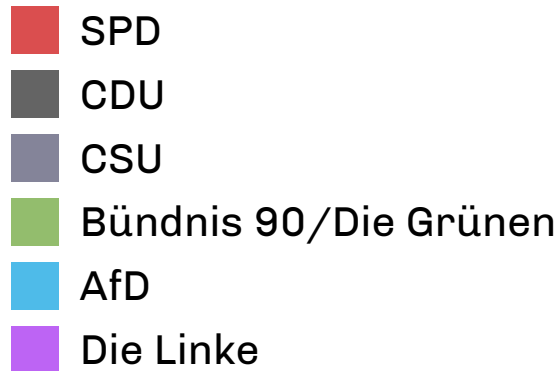 SPD
CDU
CSU
Bündnis 90/Die Grünen
AfD
Die Linke